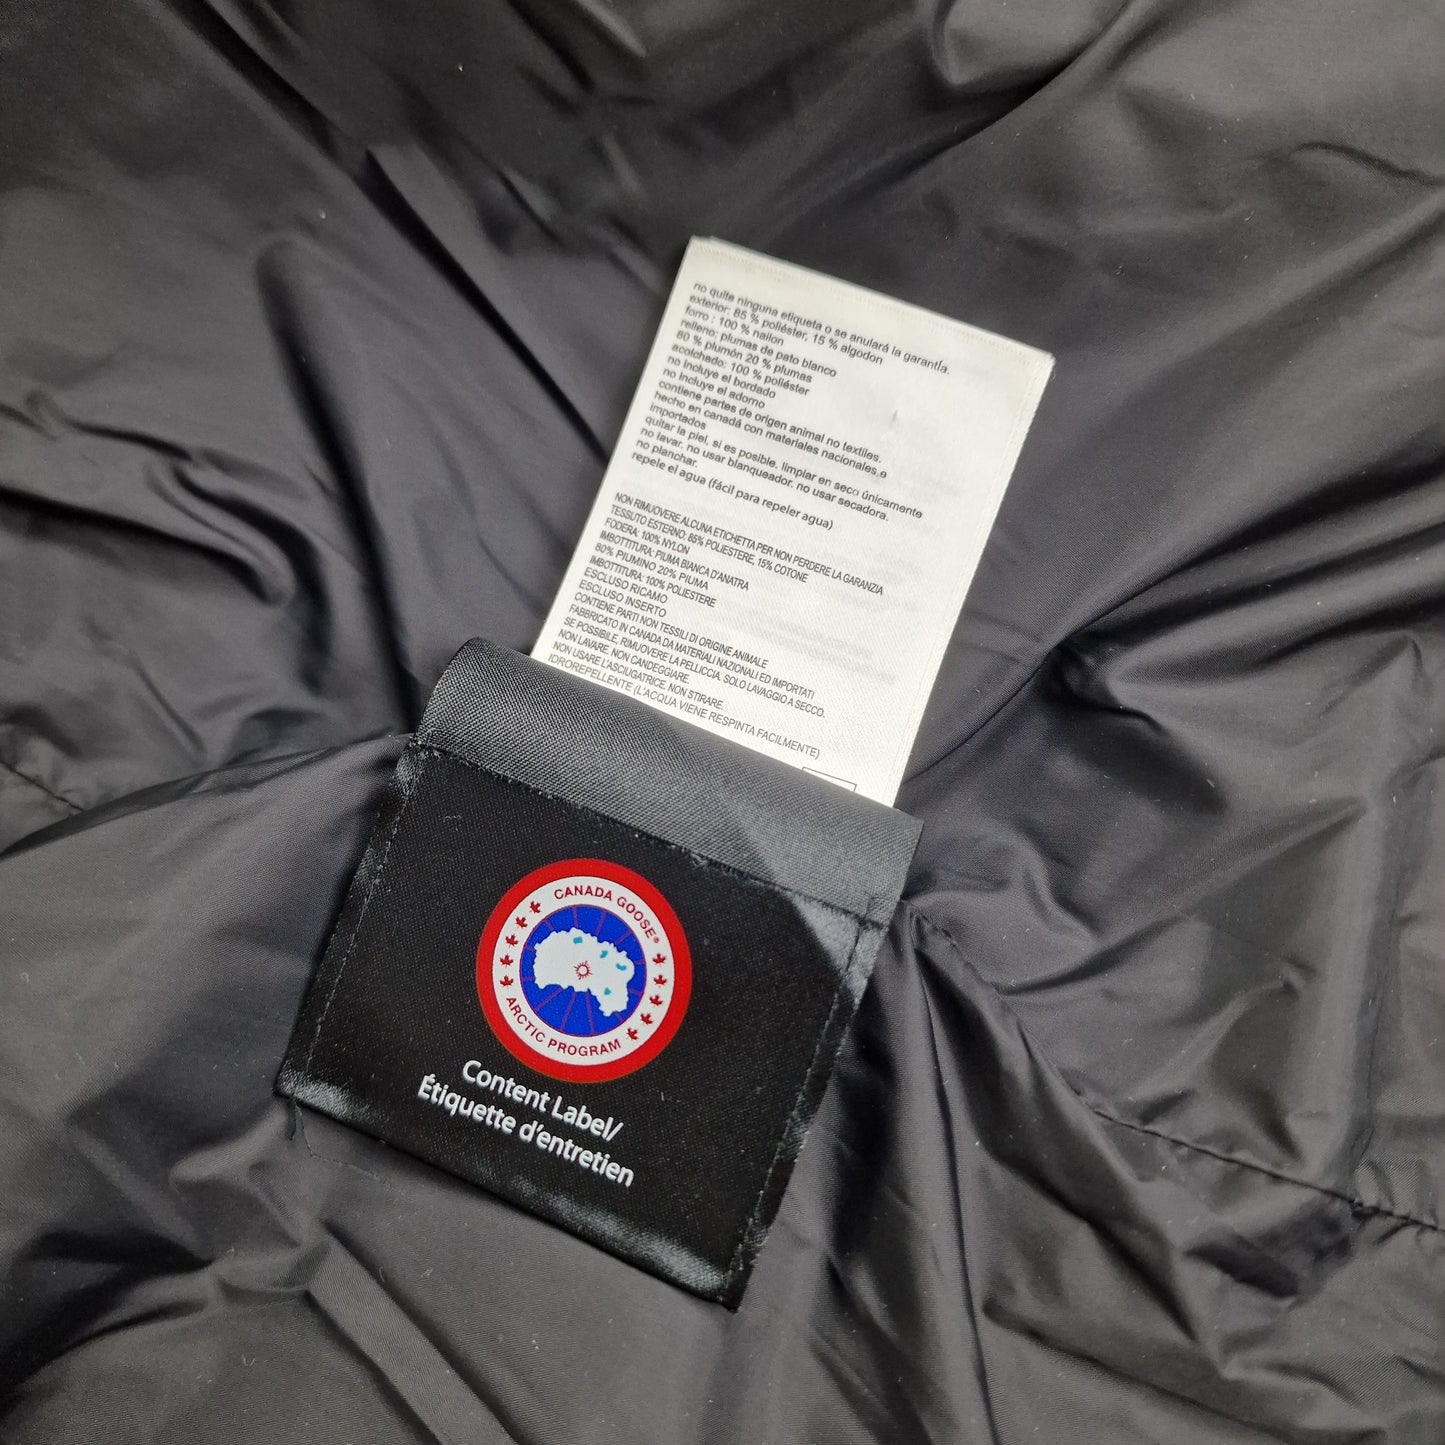 no quite ninguna etiqueta o se anulará la garantía.
exterior: 85 % poliéster, 15 % algodon
forro : 100 % nailon
relleno: plumas de pato blanco
80 % plumón 20 % plumas
acolchado: 100 % poliéster
no incluye el bordado
no incluye el adorno
contiene partes de origen animal no textiles.
hecho en canadá con materiales nacionales e
importados
quitar la piel, si es posible. limpiar en seco únicamente
no lavar. no usar blanqueador. no usar secadora.
no planchar.
repele el agua (fácil para repeler agua)
NON RIMUOVERE ALCUNA ETICHETTA PER NON PERDERE LA GARANZIA
TESSUTO ESTERNO: 85% POLIESTERE, 15% COTONE
FODERA: 100% NYLON
IMBOTTITURA: PIUMA BIANCA D'ANATRA
80% PIUMINO 20% PIUMA
IMBOTTITURA: 100% POLIESTERE
ESCLUSO RICAMO
ESCLUSO INSERTO
CONTIENE PARTI NON TESSILI DI ORIGINE ANIMALE
FABBRICATO IN CANADA DA MATERIALI NAZIONALI ED IMPORTATI
SE POSSIBILE, RIMUOVERE LA PELLICCIA. SOLO LAVAGGIO A SECCO.
NON LAVARE. NON CANDEGGIARE.
NON USARE L'ASCIUGATRICE. NON STIRARE.
IDROREPELLENTE (L'ACQUA VIENE RESPINTA FACILMENTE)
CANADA GOOSE®
ARCTIC PROGRAM
Content Label/
Étiquette d'entretien